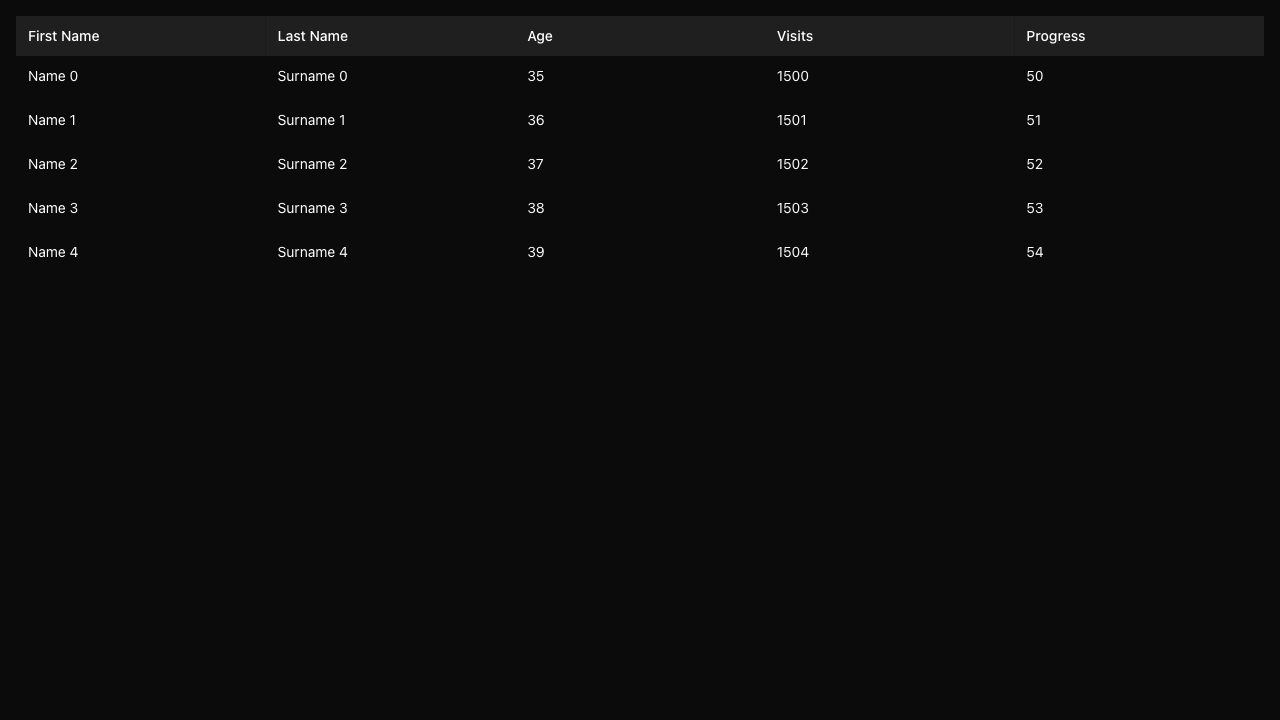 First Name Last Name Age Visits Progress
Name 0 Surname 0 35 1500 50
Name 1 Surname 1 36 1501 51
Name 2 Surname 2 37 1502 52
Name 3 Surname 3 38 1503 53
Name 4 Surname 4 39 1504 54